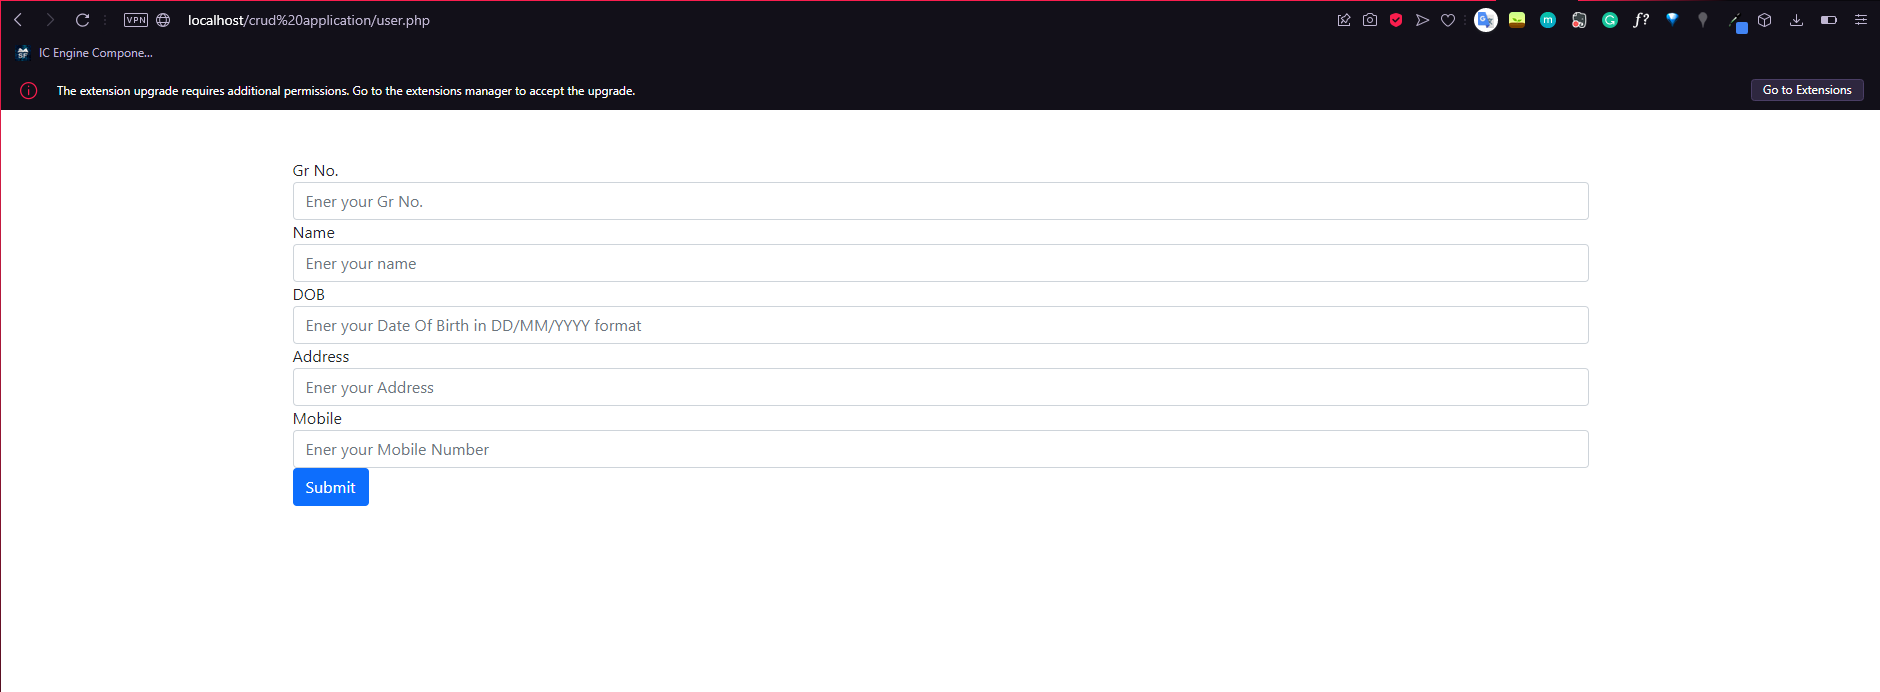 VPN localhost/crud%20application/user.php
SF IC Engine Compone...
The extension upgrade requires additional permissions. Go to the extensions manager to accept the upgrade. Go to Extensions
Gr No.
Ener your Gr No.
Name
Ener your name
DOB
Ener your Date Of Birth in DD/MM/YYYY format
Address
Ener your Address
Mobile
Ener your Mobile Number
Submit